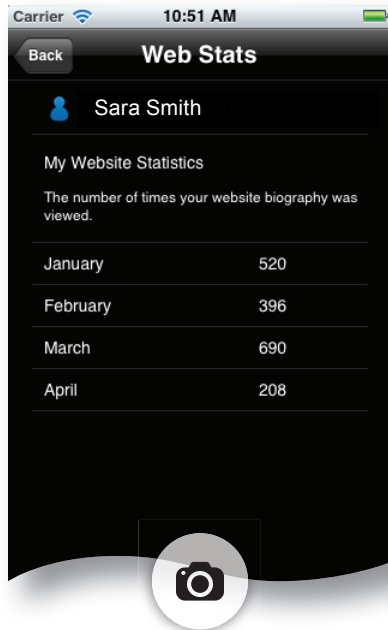 Carrier 10:51 AM
Back Web Stats
Sara Smith
My Website Statistics
The number of times your website biography was
viewed.
January 520
February 396
March 690
April 208